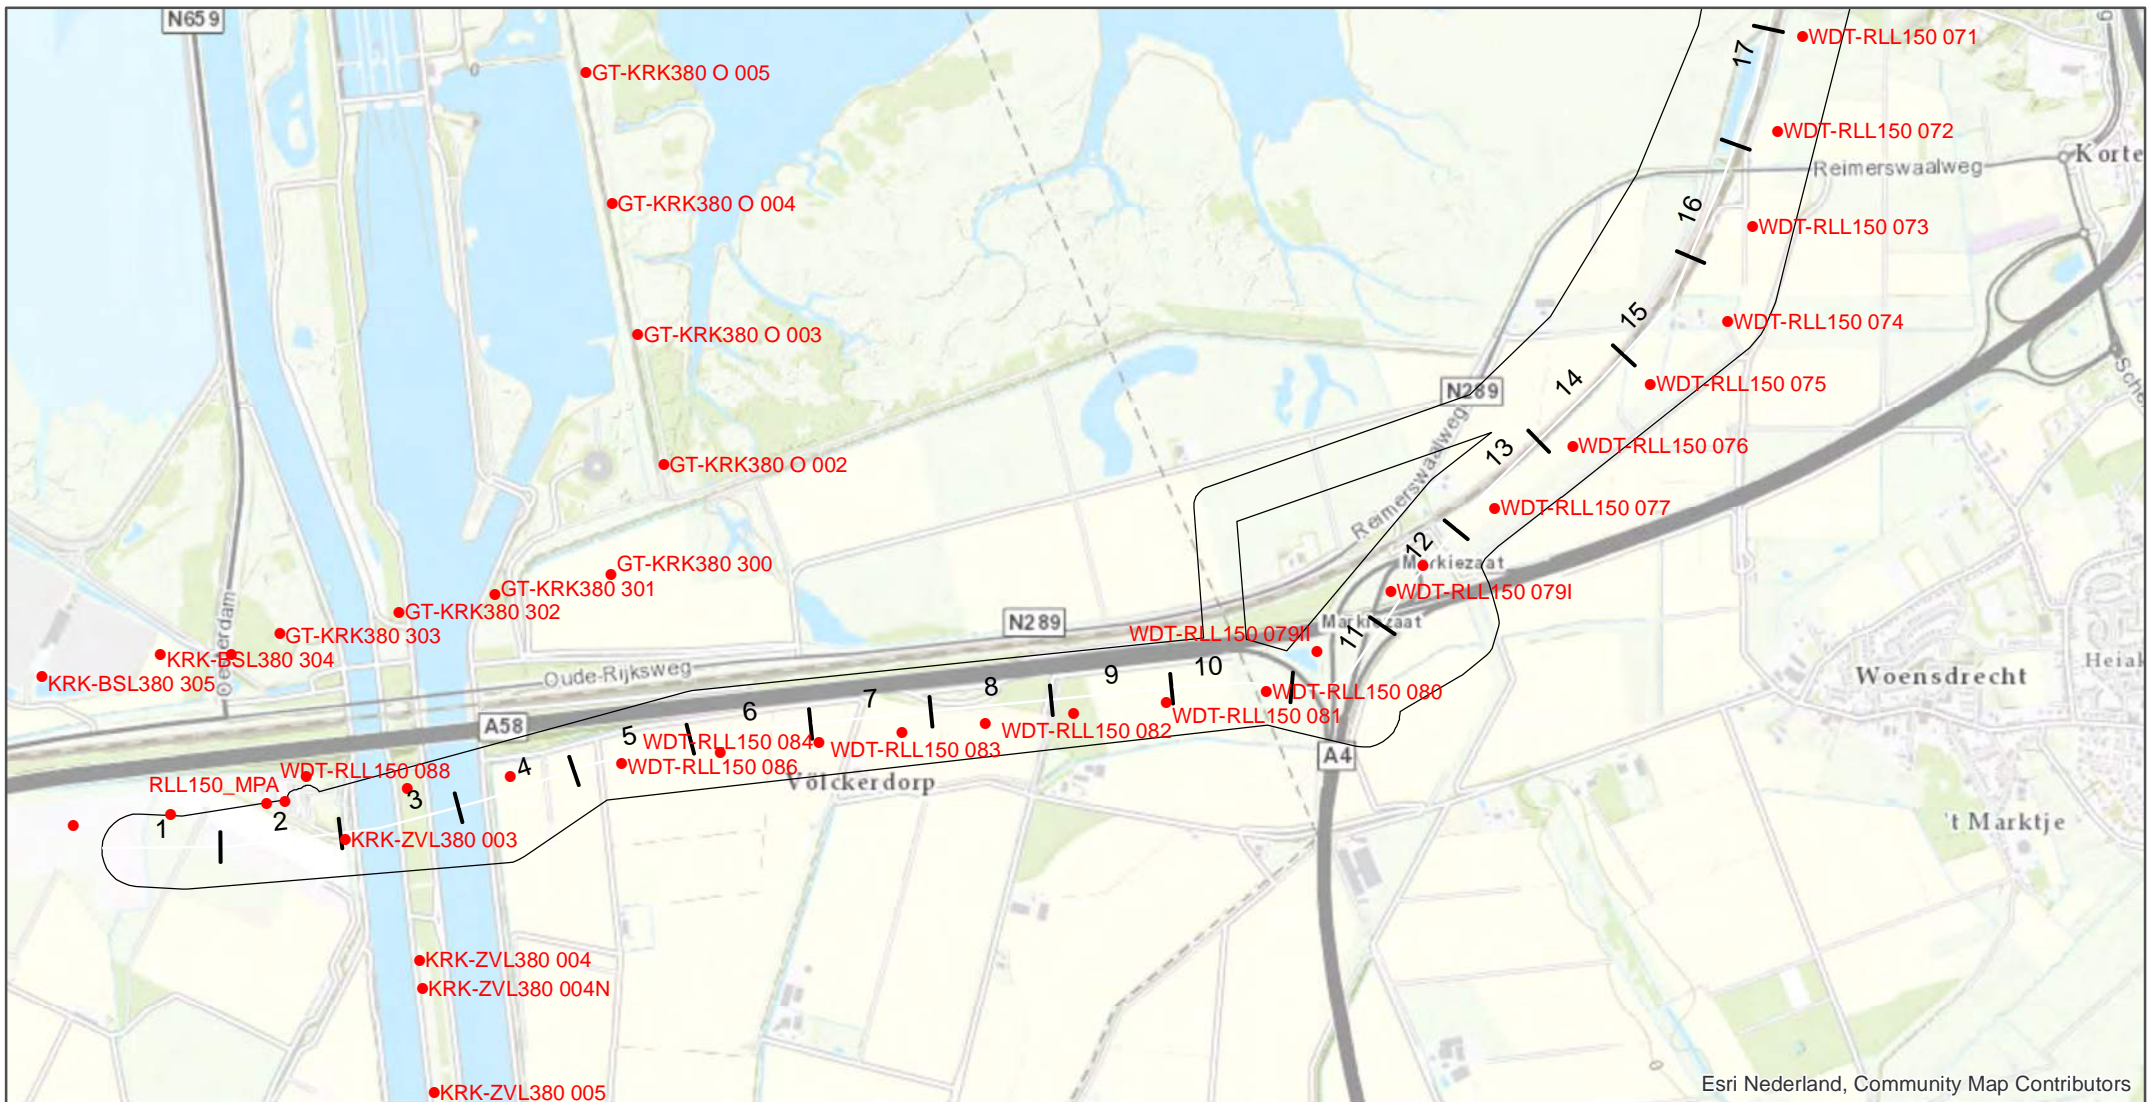 N659
WDT-RLL150 071
17
GT-KRK380 O 005
WDT-RLL150 072
Korte
Reimerswaalweg
GT-KRK380 O 004
16
WDT-RLL150 073
15
WDT-RLL150 074
GT-KRK380 O 003
14
WDT-RLL150 075
N289
Reimerswaalweg
13
WDT-RLL150 076
GT-KRK380 O 002
WDT-RLL150 077
12
Markiezaat
GT-KRK380 300
GT-KRK380 301
WDT-RLL150 079I
GT-KRK380 302
N289
Markiezaat
11
WDT-RLL150 079II
GT-KRK380 303
KRK-BSL380 304
KRK-BSL380 305
Oude-Rijksweg
10
9
8
7
6
5
4
3
2
1
Woensdrecht
WDT-RLL150 080
WDT-RLL150 081
WDT-RLL150 082
WDT-RLL150 083
WDT-RLL150 084
WDT-RLL150 086
A58
A4
Völckerdorp
WDT-RLL150 088
RLL150_MPA
't Marktje
KRK-ZVL380 003
KRK-ZVL380 004
KRK-ZVL380 004N
KRK-ZVL380 005
Esri Nederland, Community Map Contributors